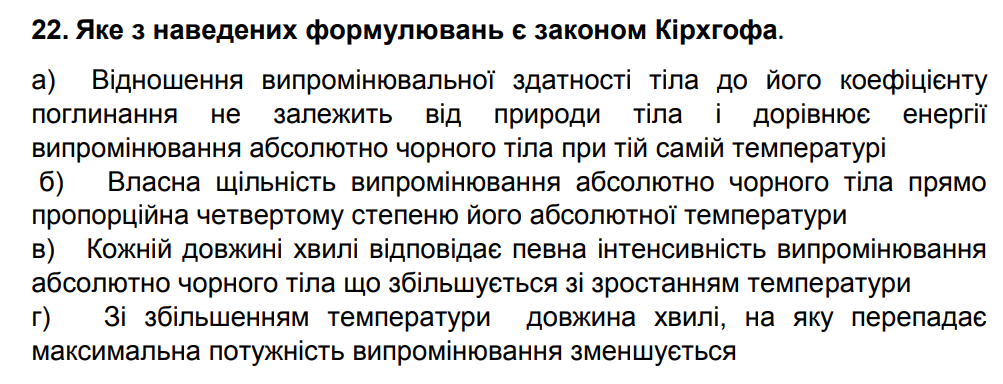 22. Яке з наведених формулювань є законом Кірхгофа.
а) Відношення випромінювальної здатності тіла до його коефіцієнту
поглинання не залежить від природи тіла і дорівнює енергії
випромінювання абсолютно чорного тіла при тій самій температурі
б) Власна щільність випромінювання абсолютно чорного тіла прямо
пропорційна четвертому степеню його абсолютної температури
в) Кожній довжині хвилі відповідає певна інтенсивність випромінювання
абсолютно чорного тіла що збільшується зі зростанням температури
г) Зі збільшенням температури довжина хвилі, на яку перепадає
максимальна потужність випромінювання зменшується